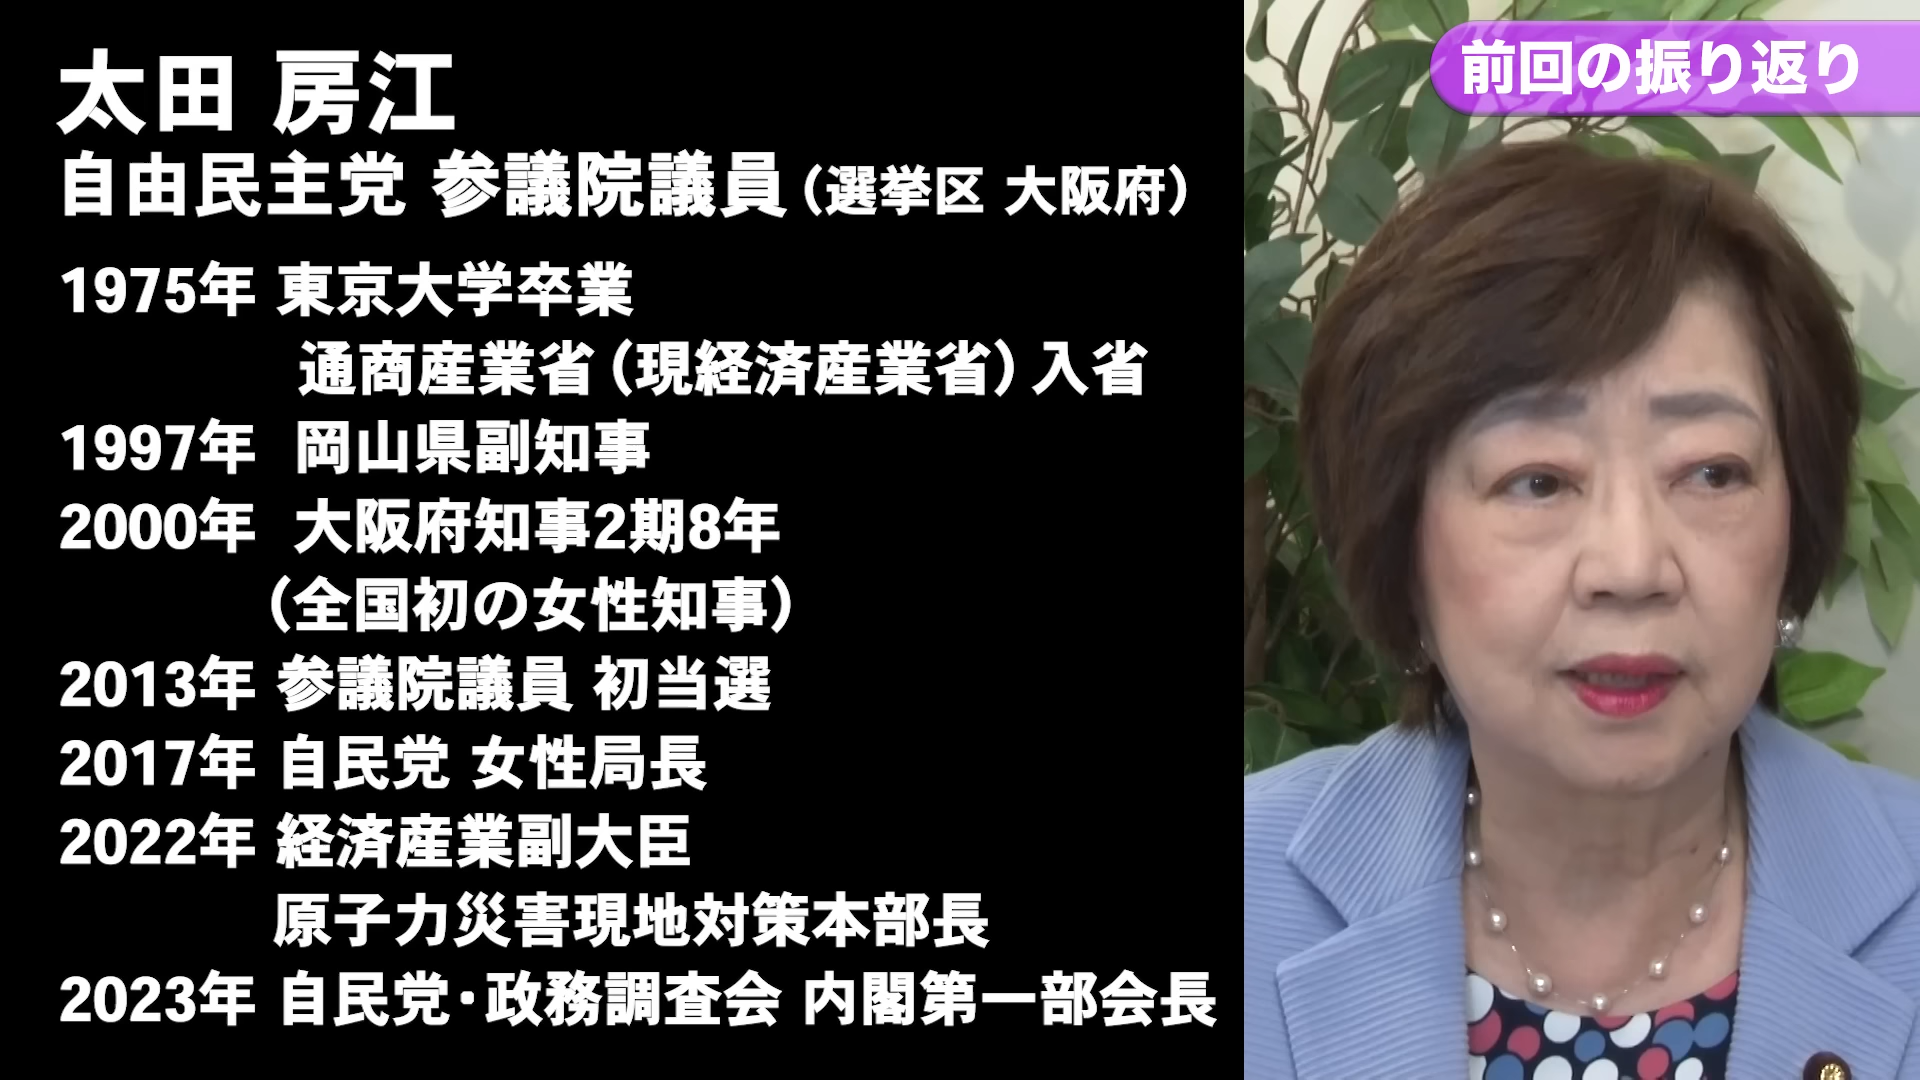 前回の振り返り
太田 房江
自由民主党 参議院議員（選挙区 大阪府）
1975年 東京大学卒業
通商産業省（現経済産業省）入省
1997年 岡山県副知事
2000年 大阪府知事2期8年
（全国初の女性知事）
2013年 参議院議員 初当選
2017年 自民党 女性局長
2022年 経済産業副大臣
原子力災害現地対策本部長
2023年 自民党・政務調査会 内閣第一部会長